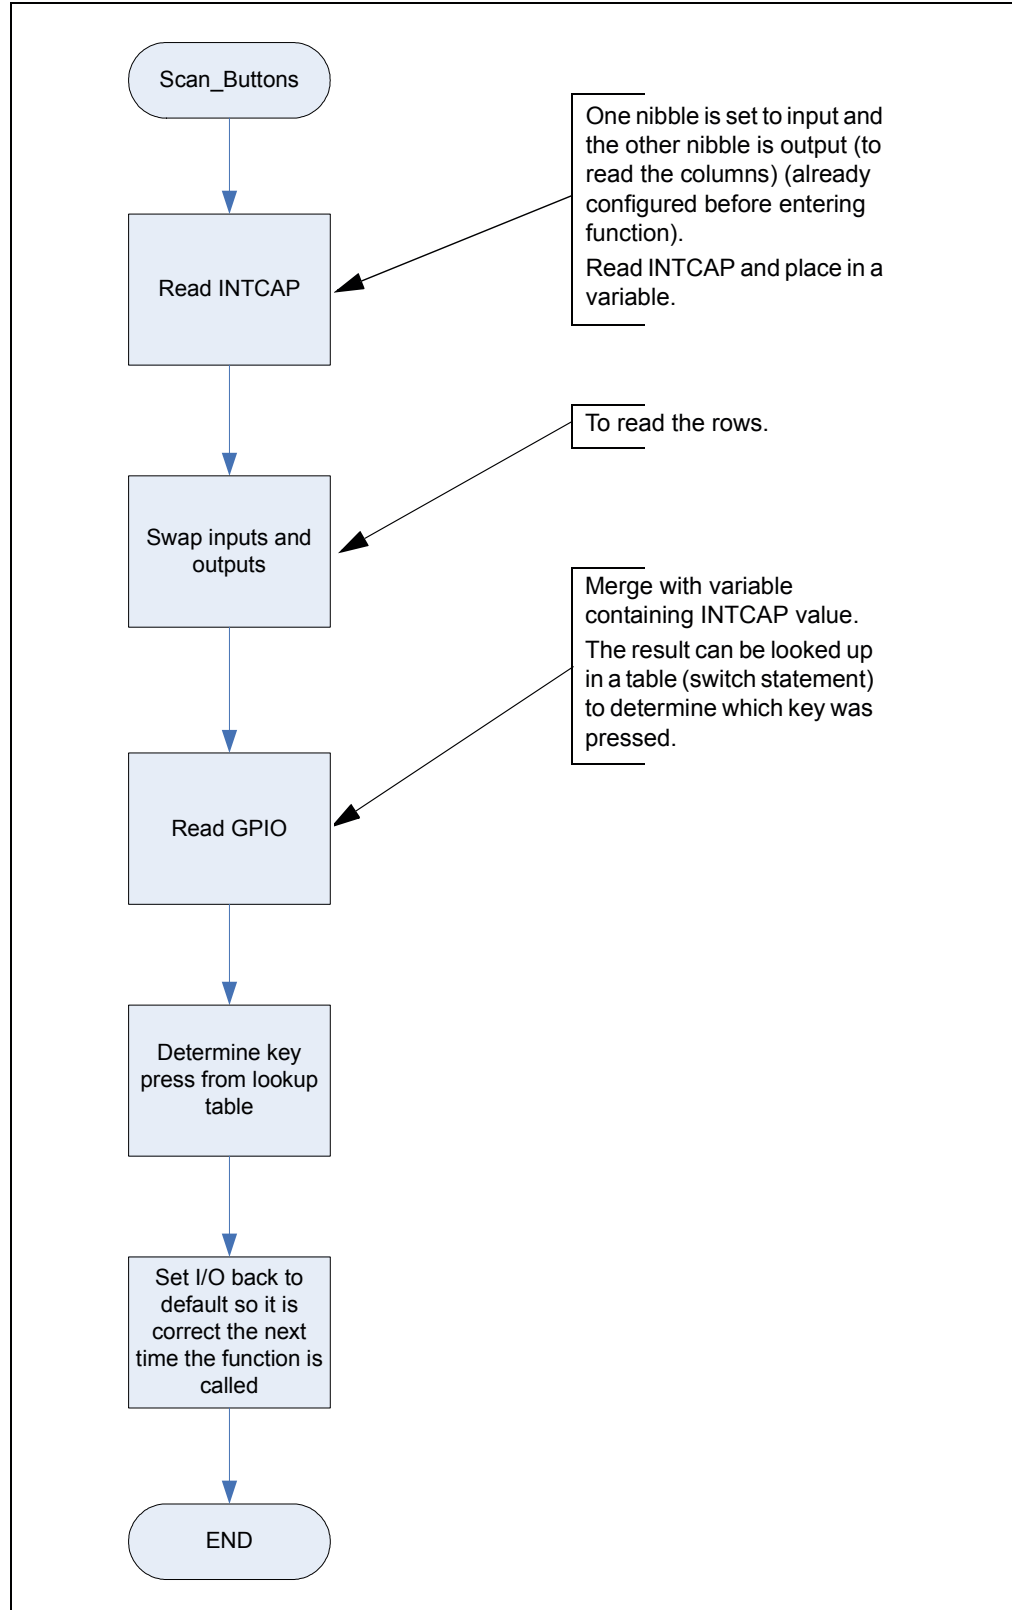 Scan_Buttons
One nibble is set to input and
the other nibble is output (to
read the columns) (already
configured before entering
function).
Read INTCAP and place in a
variable.
Read INTCAP
To read the rows.
Swap inputs and
outputs
Merge with variable
containing INTCAP value.
The result can be looked up
in a table (switch statement)
to determine which key was
pressed.
Read GPIO
Determine key
press from lookup
table
Set I/O back to
default so it is
correct the next
time the function is
called
END